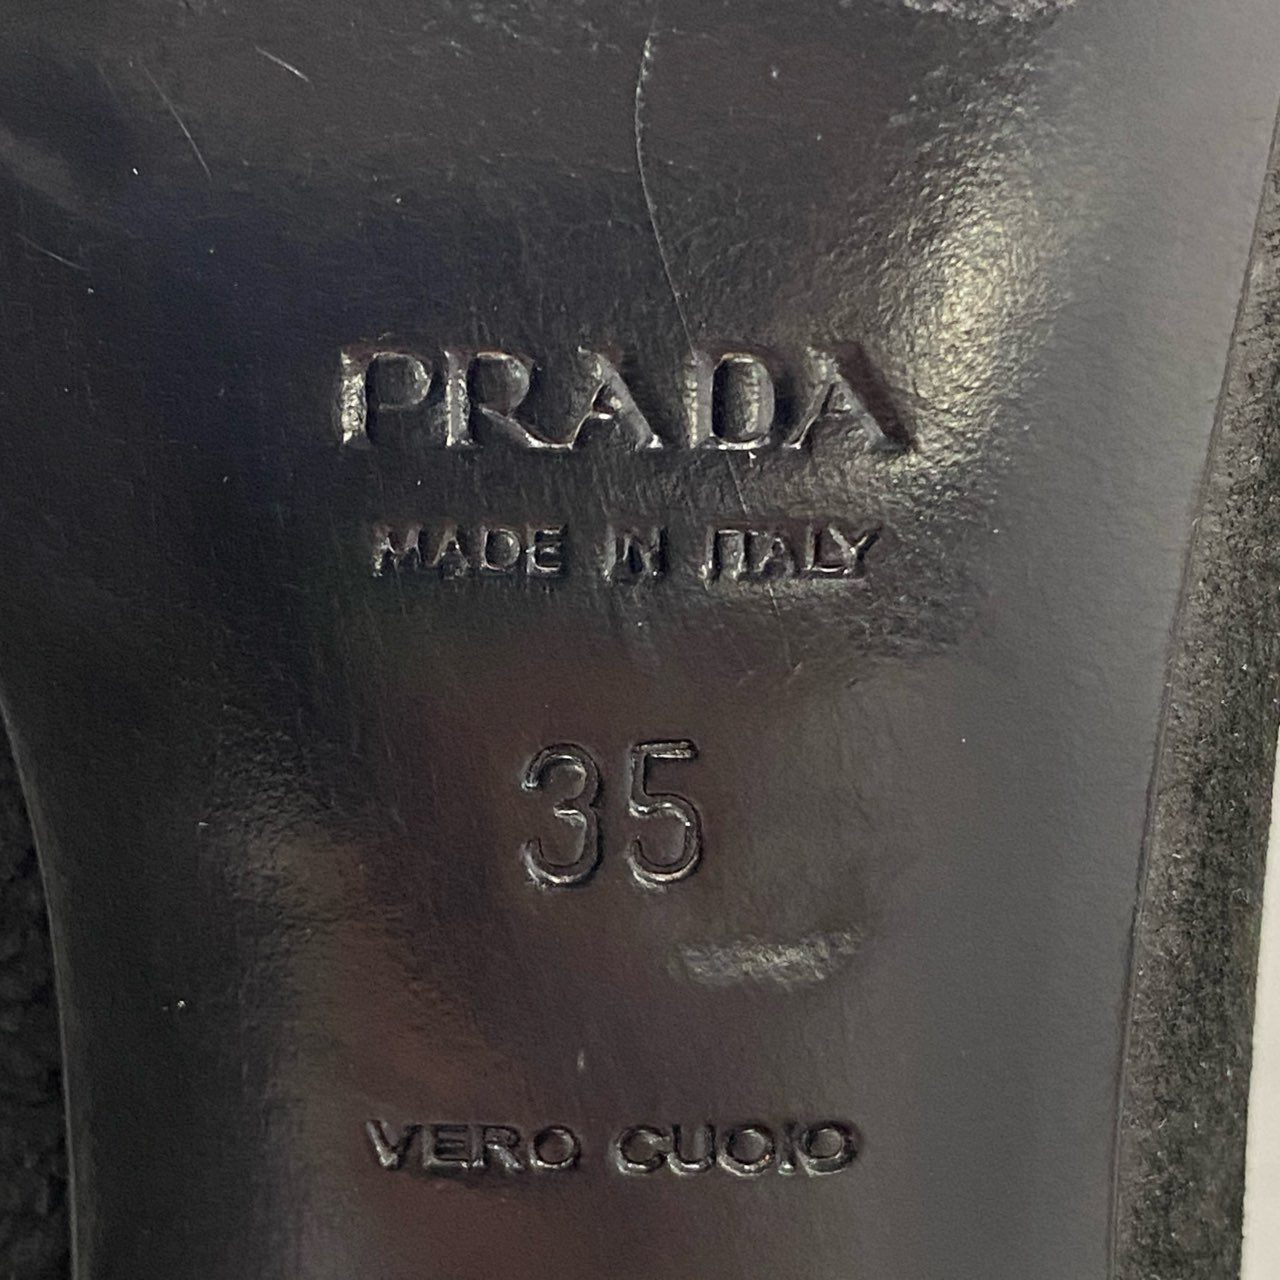 PRADA
MADE IN ITALY
35
VERO CUOIO